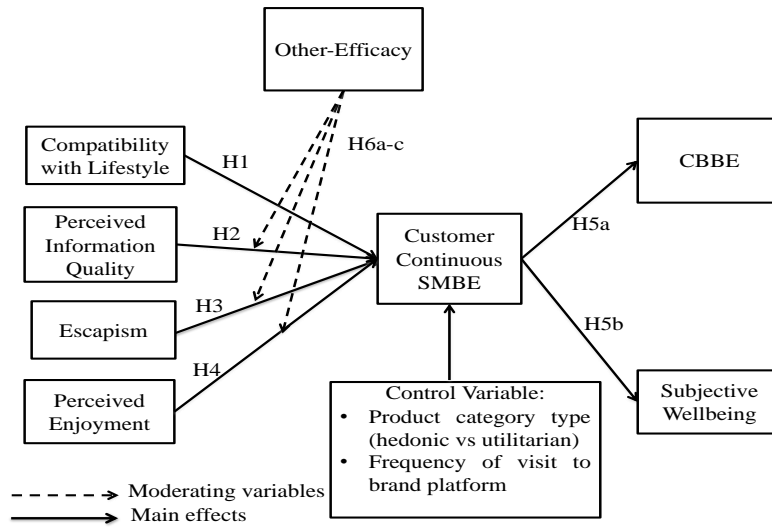 Other-Efficacy
H6a-c
Compatibility
with Lifestyle
H1
Perceived
Information
Quality
H2
Escapism
H3
Perceived
Enjoyment
H4
Customer
Continuous
SMBE
CBBE
H5a
H5b
Subjective
Wellbeing
Control Variable:
• Product category type
(hedonic vs utilitarian)
• Frequency of visit to
brand platform
Moderating variables
Main effects